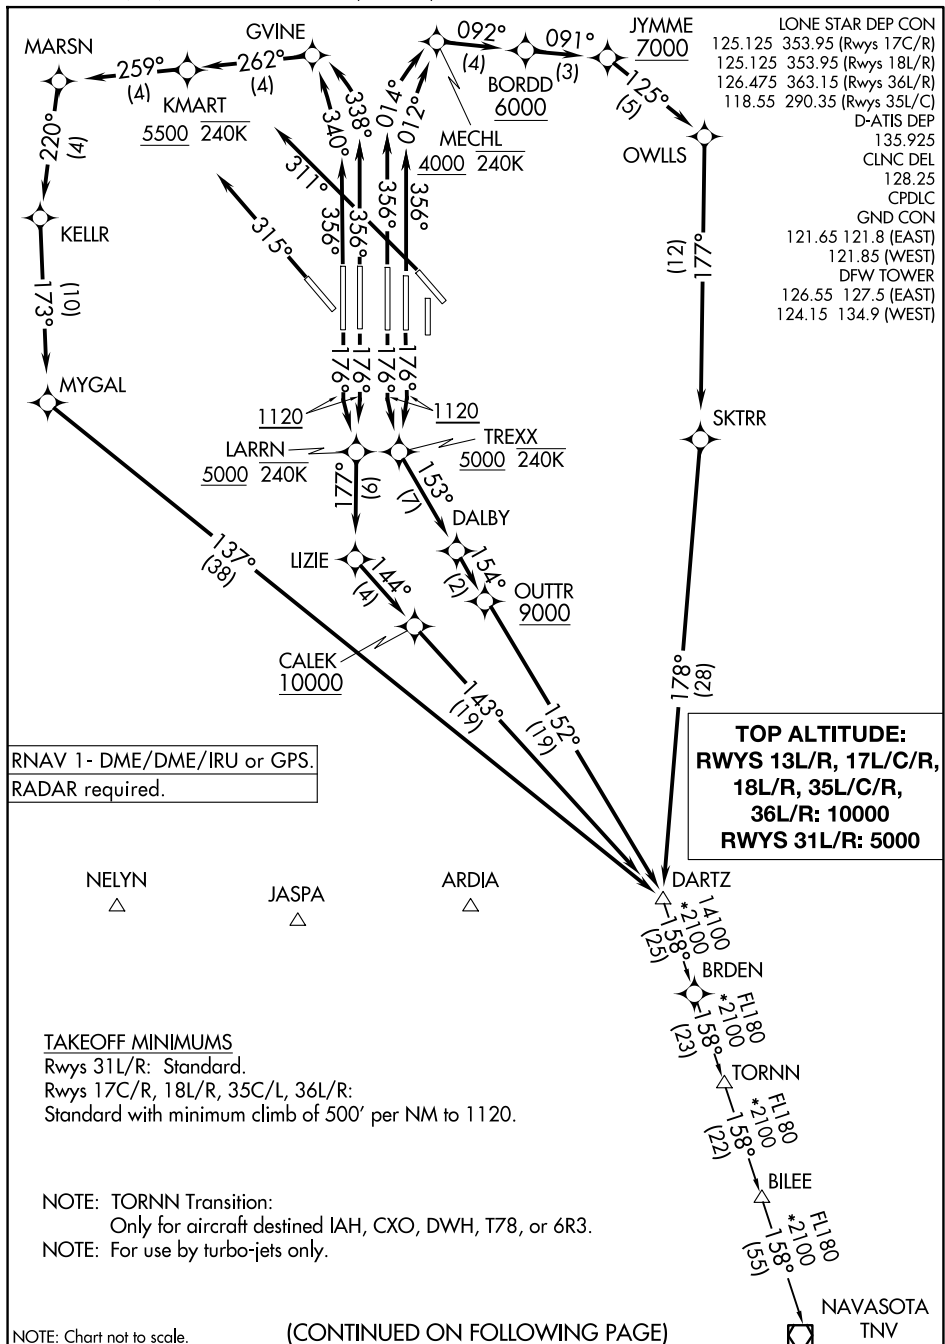 MARSN
GVINE
259°
(4)
262°
(4)
KMART
5500 240K
220°
(4)
KELLR
173°
(10)
MYGAL
137°
(38)
340°
338°
014°
012°
092°
(4)
BORDD
6000
091°
(3)
JYMME
7000
125°
(5)
OWLLS
MECHL
4000 240K
311°
315°
356°
356°
356°
356°
177°
(12)
SKTRR
178°
(28)
LONE STAR DEP CON
125.125 353.95 (Rwys 17C/R)
125.125 353.95 (Rwys 18L/R)
126.475 363.15 (Rwys 36L/R)
118.55 290.35 (Rwys 35L/C)
D-ATIS DEP
135.925
CLNC DEL
128.25
CPDLC
GND CON
121.65 121.8 (EAST)
121.85 (WEST)
DFW TOWER
126.55 127.5 (EAST)
124.15 134.9 (WEST)
176°
176°
176°
176°
1120
1120
LARRN
5000 240K
TREXX
5000 240K
177°
(9)
153°
(7)
DALBY
LIZIE
144°
(4)
154°
(2)
OUTTR
9000
CALEK
10000
143°
(19)
152°
(19)
RNAV 1- DME/DME/IRU or GPS.
RADAR required.
TOP ALTITUDE:
RWYS 13L/R, 17L/C/R,
18L/R, 35L/C/R,
36L/R: 10000
RWYS 31L/R: 5000
NELYN
JASPA
ARDIA
DARTZ
14100
*2100
158°
(25)
BRDEN
FL180
*2100
158°
(23)
TORNN
FL180
*2100
158°
(22)
BILEE
FL180
*2100
158°
(55)
NAVASOTA
TNV
TAKEOFF MINIMUMS
Rwys 31L/R: Standard.
Rwys 17C/R, 18L/R, 35C/L, 36L/R:
Standard with minimum climb of 500' per NM to 1120.
NOTE: TORNN Transition:
Only for aircraft destined IAH, CXO, DWH, T78, or 6R3.
NOTE: For use by turbo-jets only.
NOTE: Chart not to scale.
(CONTINUED ON FOLLOWING PAGE)